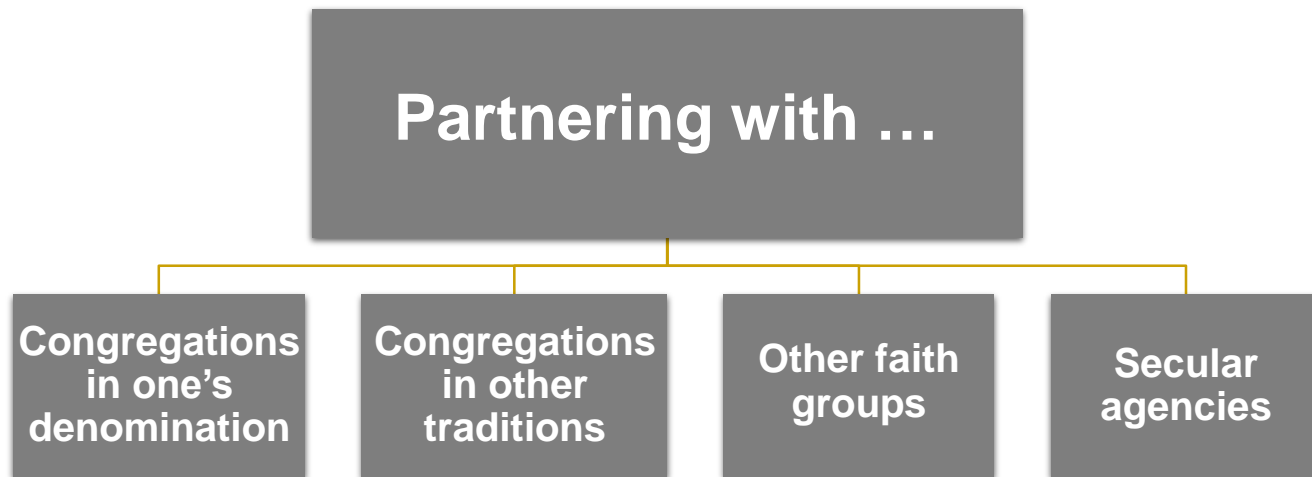 Partnering with …
Congregations
in one’s
denomination
Congregations
in other
traditions
Other faith
groups
Secular
agencies